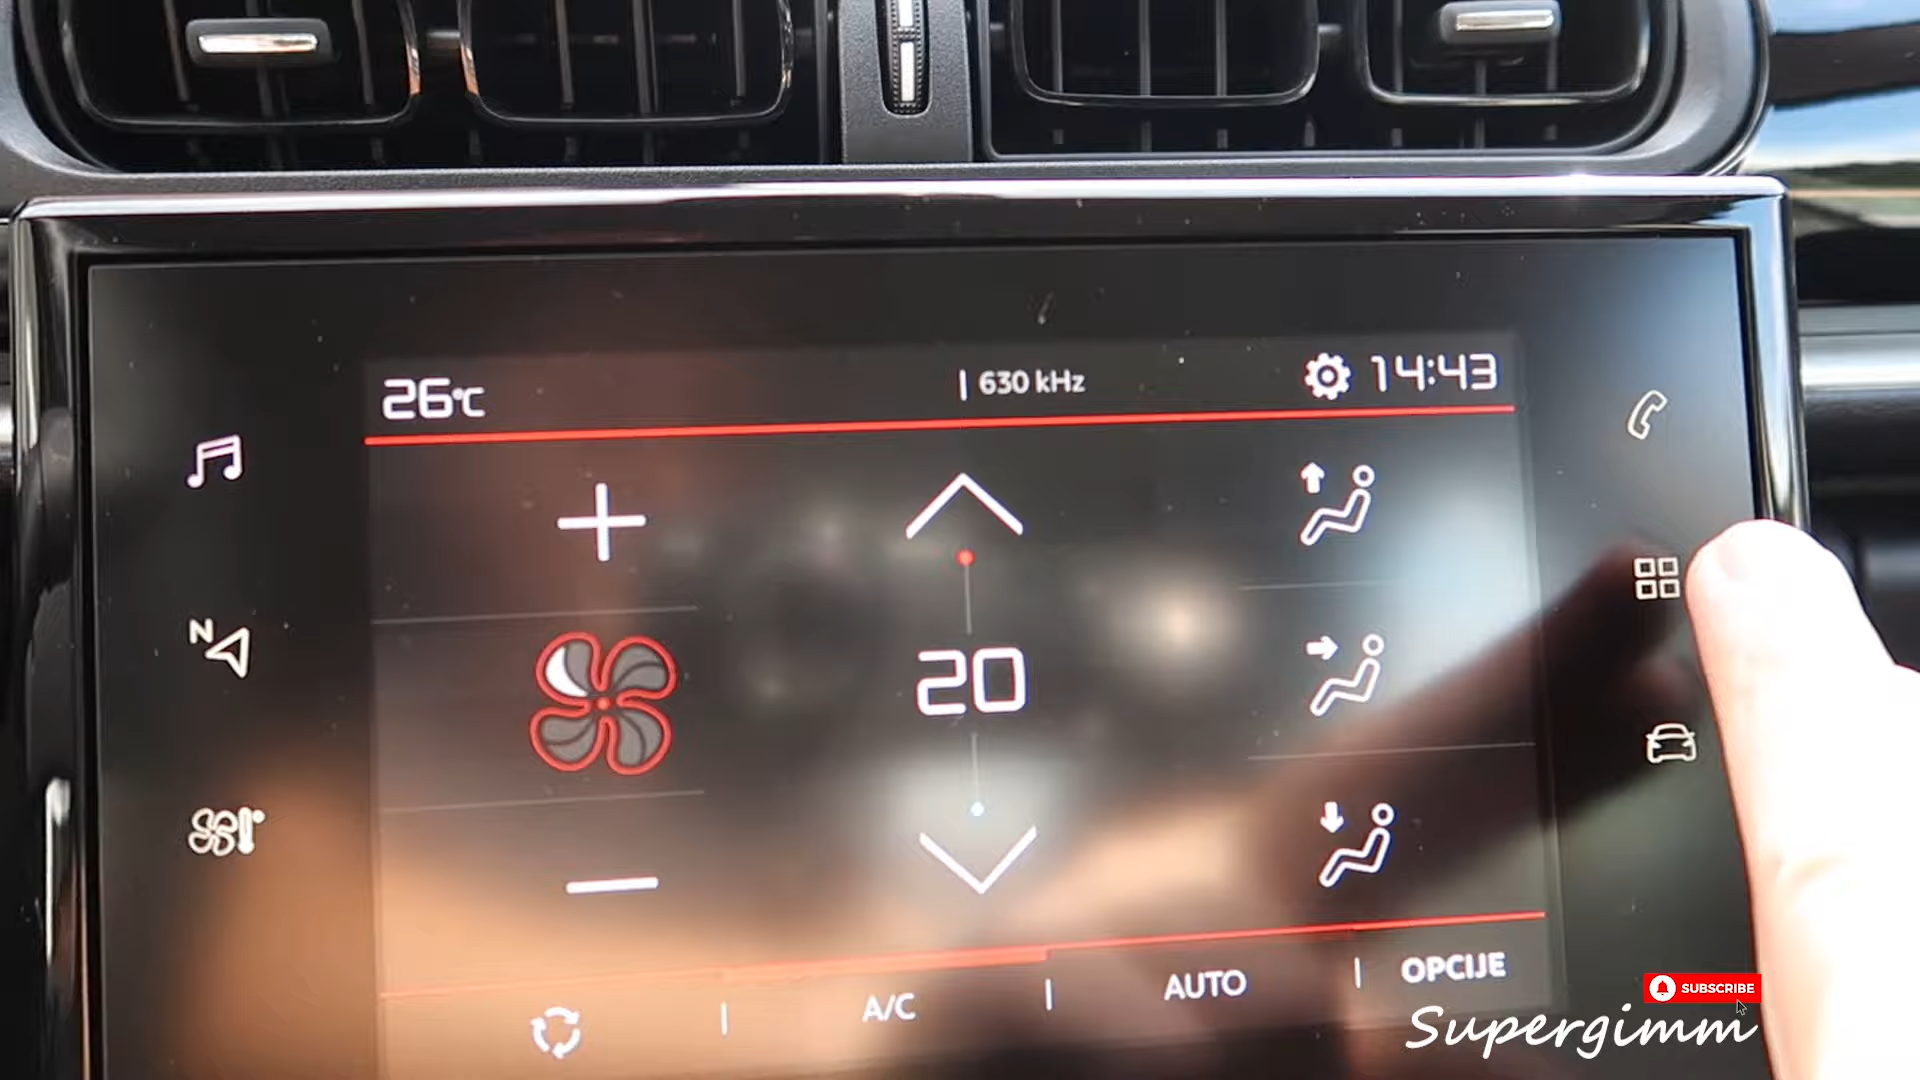 26°C
| 630 kHz
14:43
N
20
A/C
AUTO
OPCIJE
SUBSCRIBE
Supergimm